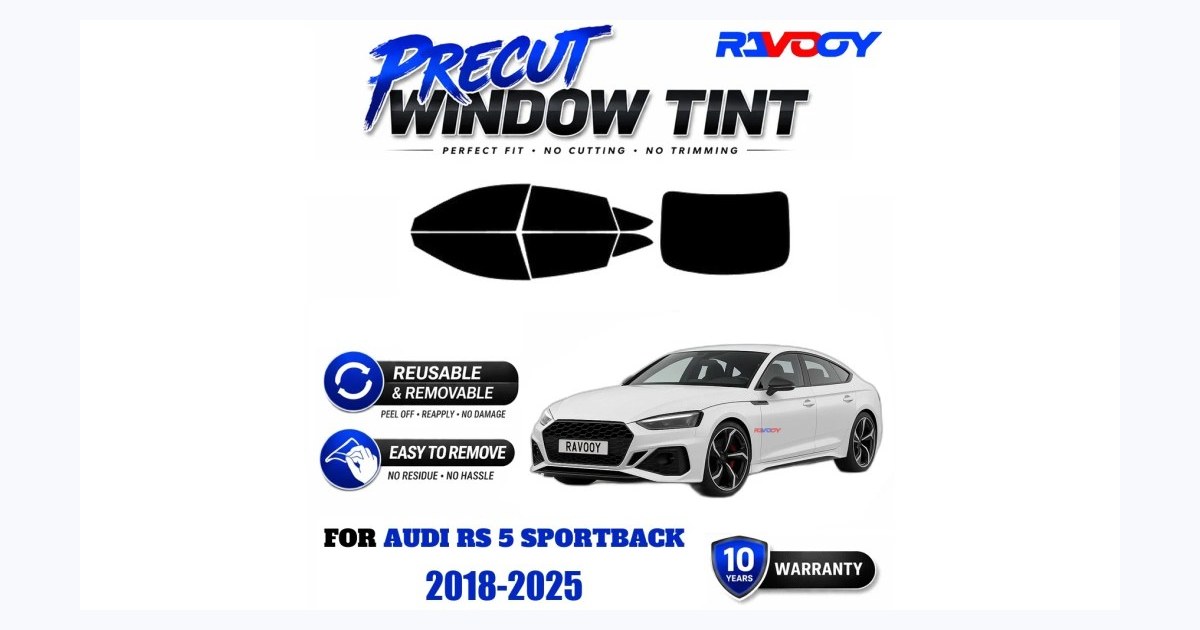 PRECUT
RAVOOY
WINDOW TINT
PERFECT FIT • NO CUTTING • NO TRIMMING
REUSABLE
& REMOVABLE
PEEL OFF • REAPPLY • NO DAMAGE
EASY TO REMOVE
NO RESIDUE • NO HASSLE
RAVOOY
RAVOOY
FOR AUDI RS 5 SPORTBACK
2018-2025
10
YEARS
WARRANTY